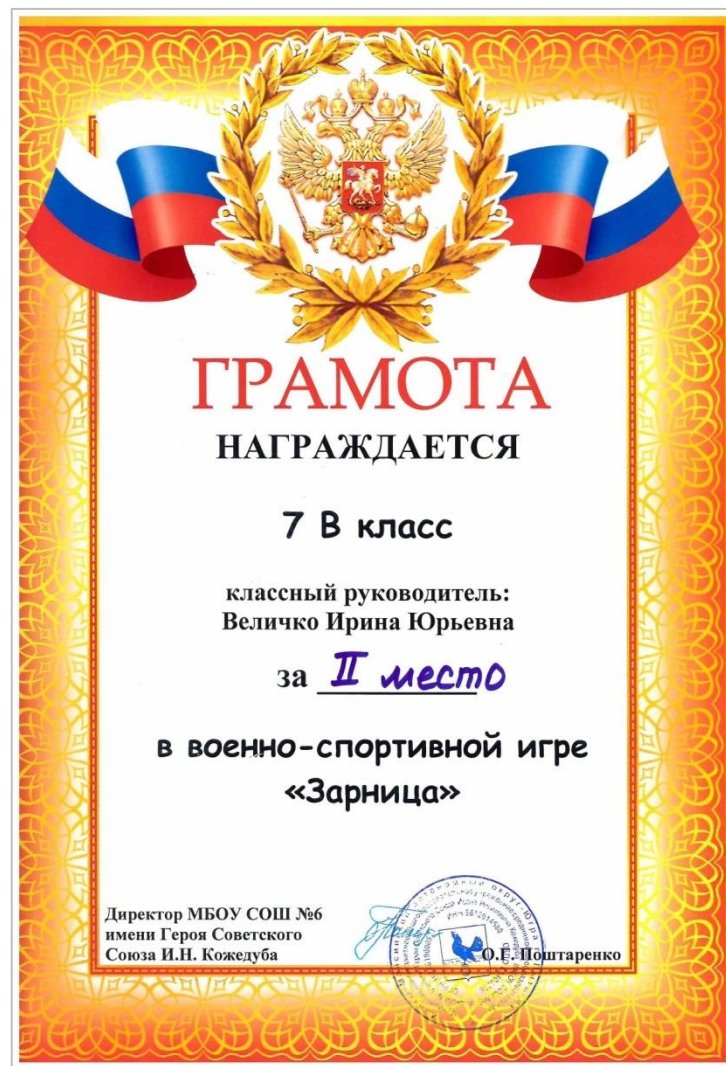 ГРАМОТА
НАГРАЖДАЕТСЯ
7 В класс
классный руководитель:
Величко Ирина Юрьевна
за II место
в военно-спортивной игре
«Зарница»
Директор МБОУ СОШ №6
имени Героя Советского
Союза И.Н. Кожедуба
О.Г. Поштаренко